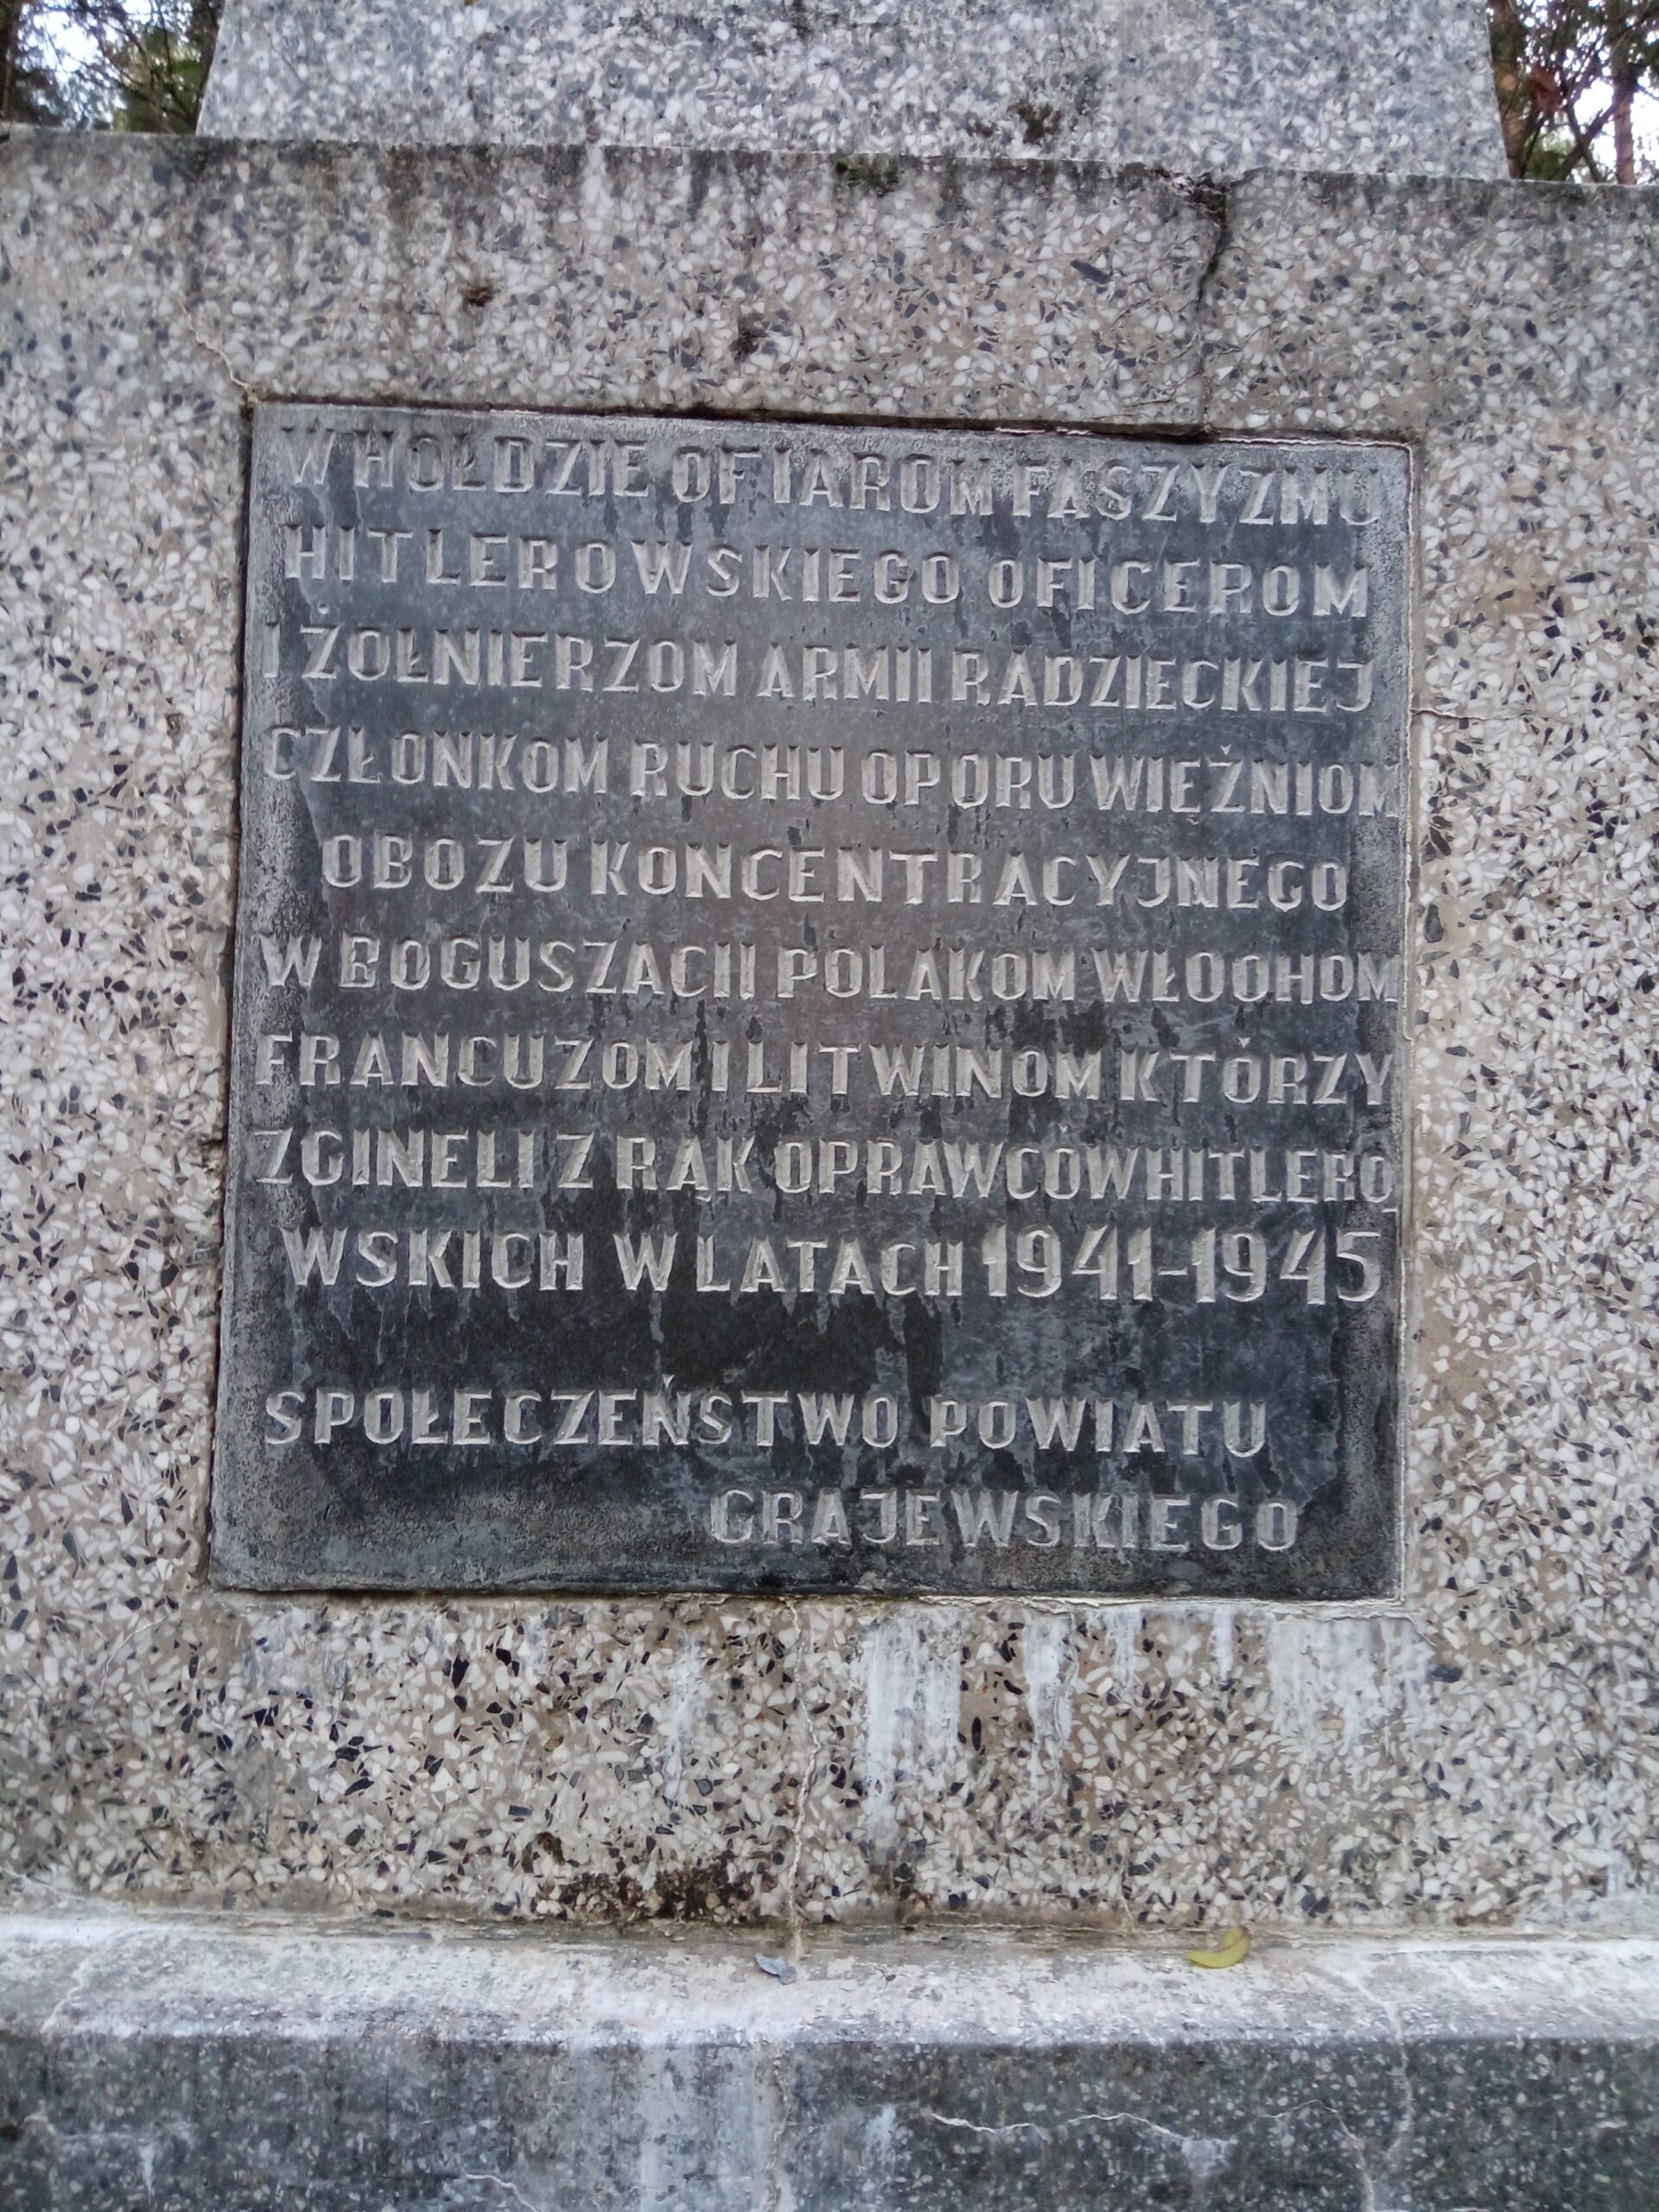 W HOŁDZIE OFIAROM FASZYZMU
HITLEROWSKIEGO OFICEROM
I ŻOŁNIERZOM ARMII RADZIECKIEJ
CZŁONKOM RUCHU OPORU WIĘŹNIOM
OBOZU KONCENTRACYJNEGO
W BOGUSZACH POLAKOM WŁOCHOM
FRANCUZOM I LITWINOM KTÓRZY
ZGINELI Z RĄK OPRAWCÓW HITLERO
WSKICH W LATACH 1941-1945
SPOŁECZEŃSTWO POWIATU
GRAJEWSKIEGO